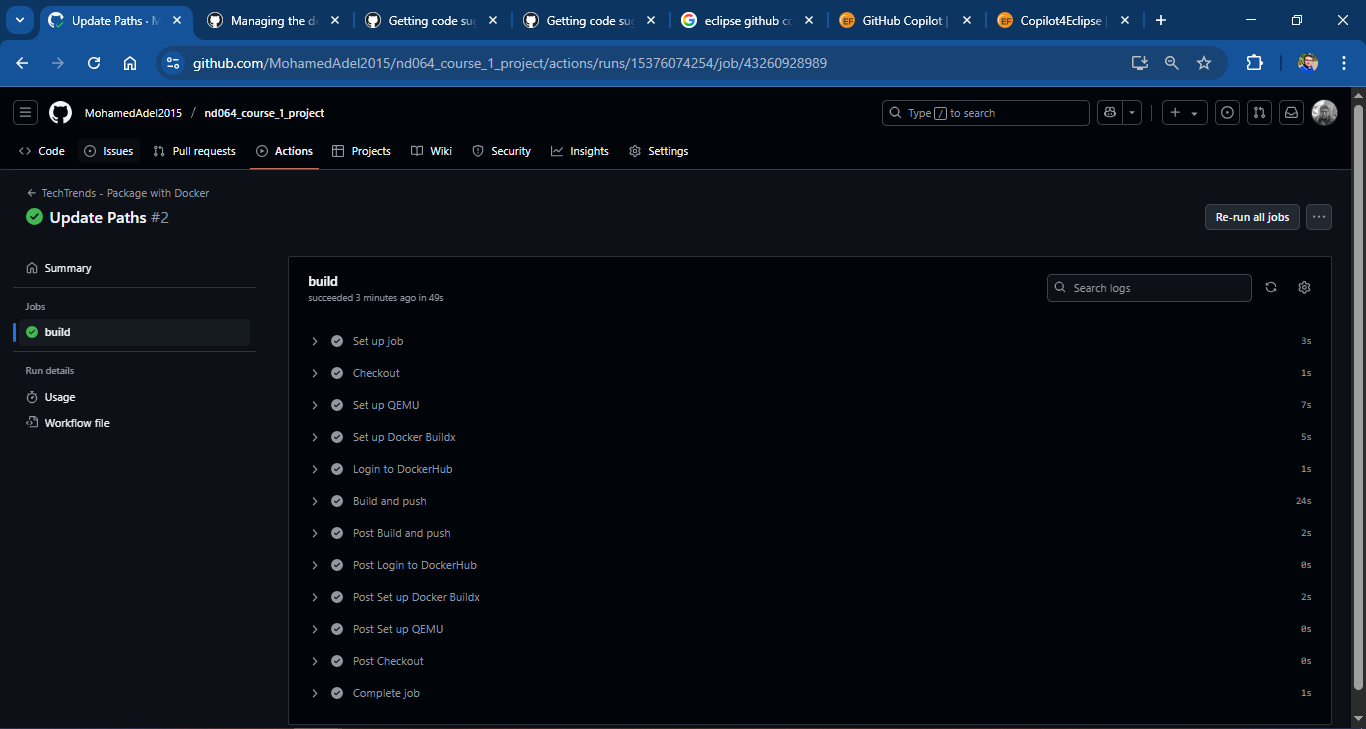 Update Paths · M
Managing the de
Getting code sug
Getting code sug
eclipse github co
GitHub Copilot |
Copilot4Eclipse |
github.com/MohamedAdel2015/nd064_course_1_project/actions/runs/15376074254/job/43260928989
MohamedAdel2015 / nd064_course_1_project
Type / to search
Code Issues Pull requests Actions Projects Wiki Security Insights Settings
TechTrends - Package with Docker
Update Paths #2
Re-run all jobs
Summary
Jobs
build
Run details
Usage
Workflow file
build
succeeded 3 minutes ago in 49s
Search logs
Set up job 3s
Checkout 1s
Set up QEMU 7s
Set up Docker Buildx 5s
Login to DockerHub 1s
Build and push 24s
Post Build and push 2s
Post Login to DockerHub 0s
Post Set up Docker Buildx 2s
Post Set up QEMU 0s
Post Checkout 0s
Complete job 1s